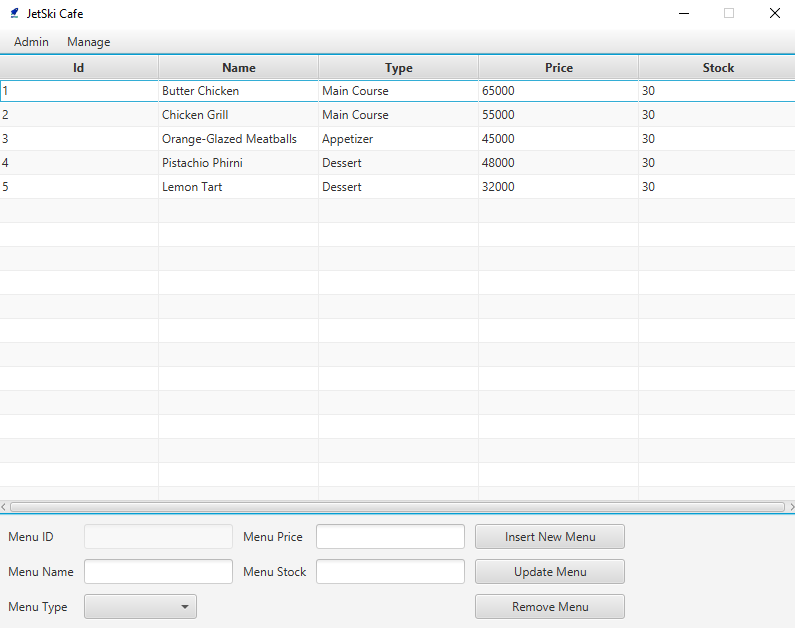 JetSki Cafe
Admin Manage
Id Name Type Price Stock
1 Butter Chicken Main Course 65000 30
2 Chicken Grill Main Course 55000 30
3 Orange-Glazed Meatballs Appetizer 45000 30
4 Pistachio Phirni Dessert 48000 30
5 Lemon Tart Dessert 32000 30
Menu ID Menu Price Insert New Menu
Menu Name Menu Stock Update Menu
Menu Type Remove Menu